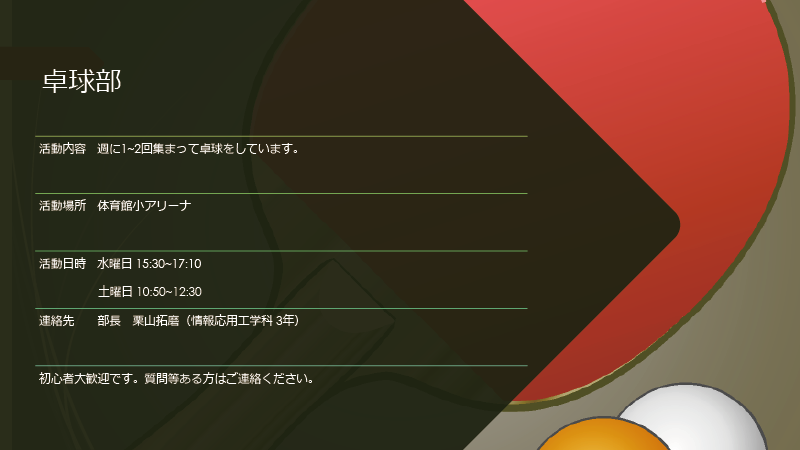 卓球部
活動内容　週に1~2回集まって卓球をしています。
活動場所　体育館小アリーナ
活動日時　水曜日 15:30~17:10
土曜日 10:50~12:30
連絡先　　部長　栗山拓磨（情報応用工学科 3年）
初心者大歓迎です。質問等ある方はご連絡ください。